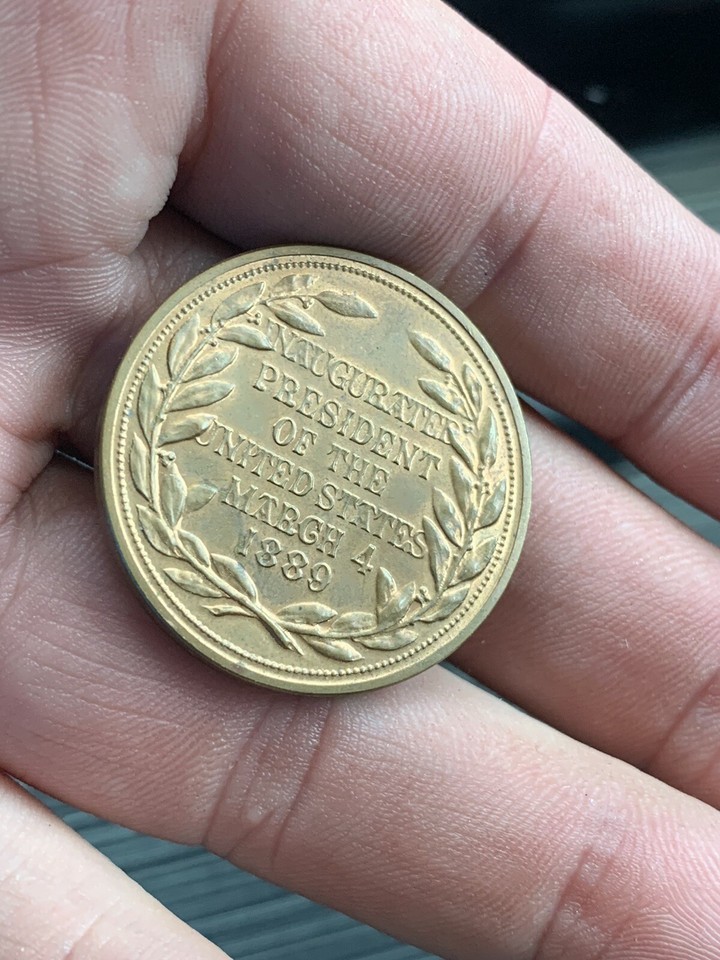 INAUGURATED
PRESIDENT
OF THE
UNITED STATES
MARCH 4
1889